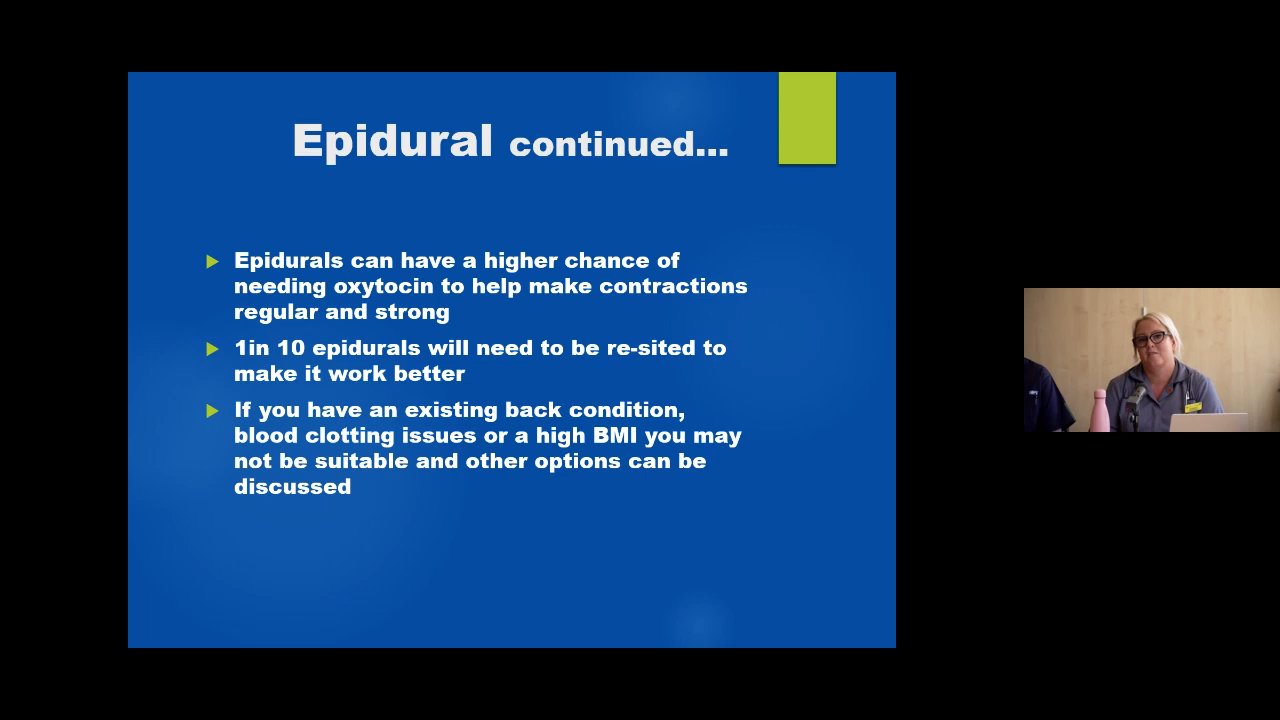 Epidural continued...
Epidurals can have a higher chance of
needing oxytocin to help make contractions
regular and strong
1in 10 epidurals will need to be re-sited to
make it work better
If you have an existing back condition,
blood clotting issues or a high BMI you may
not be suitable and other options can be
discussed